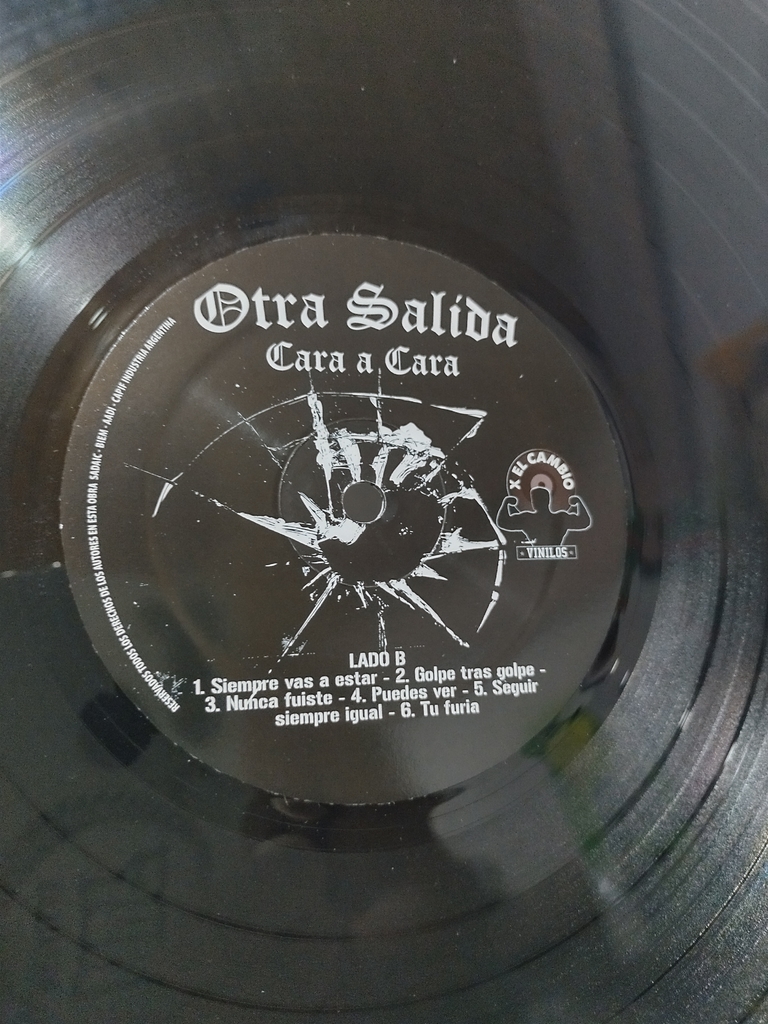 Otra Salida
Cara a Cara
X EL CAMBIO
VINILOS
RESERVADOS TODOS LOS DERECHOS DE LOS AUTORES EN ESTA OBRA SADAIC - BIEM - AADI - CAPIF INDUSTRIA ARGENTINA
LADO B
1. Siempre vas a estar - 2. Golpe tras golpe -
3. Nunca fuiste - 4. Puedes ver - 5. Seguir
siempre igual - 6. Tu furia